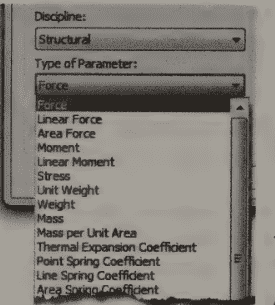 Discipline:
Structural
Type of Parameter:
Force
Force
Linear Force
Area Force
Moment
Linear Moment
Stress
Unit Weight
Weight
Mass
Mass per Unit Area
Thermal Expansion Coefficient
Point Spring Coefficient
Line Spring Coefficient
Area Spring Coefficient